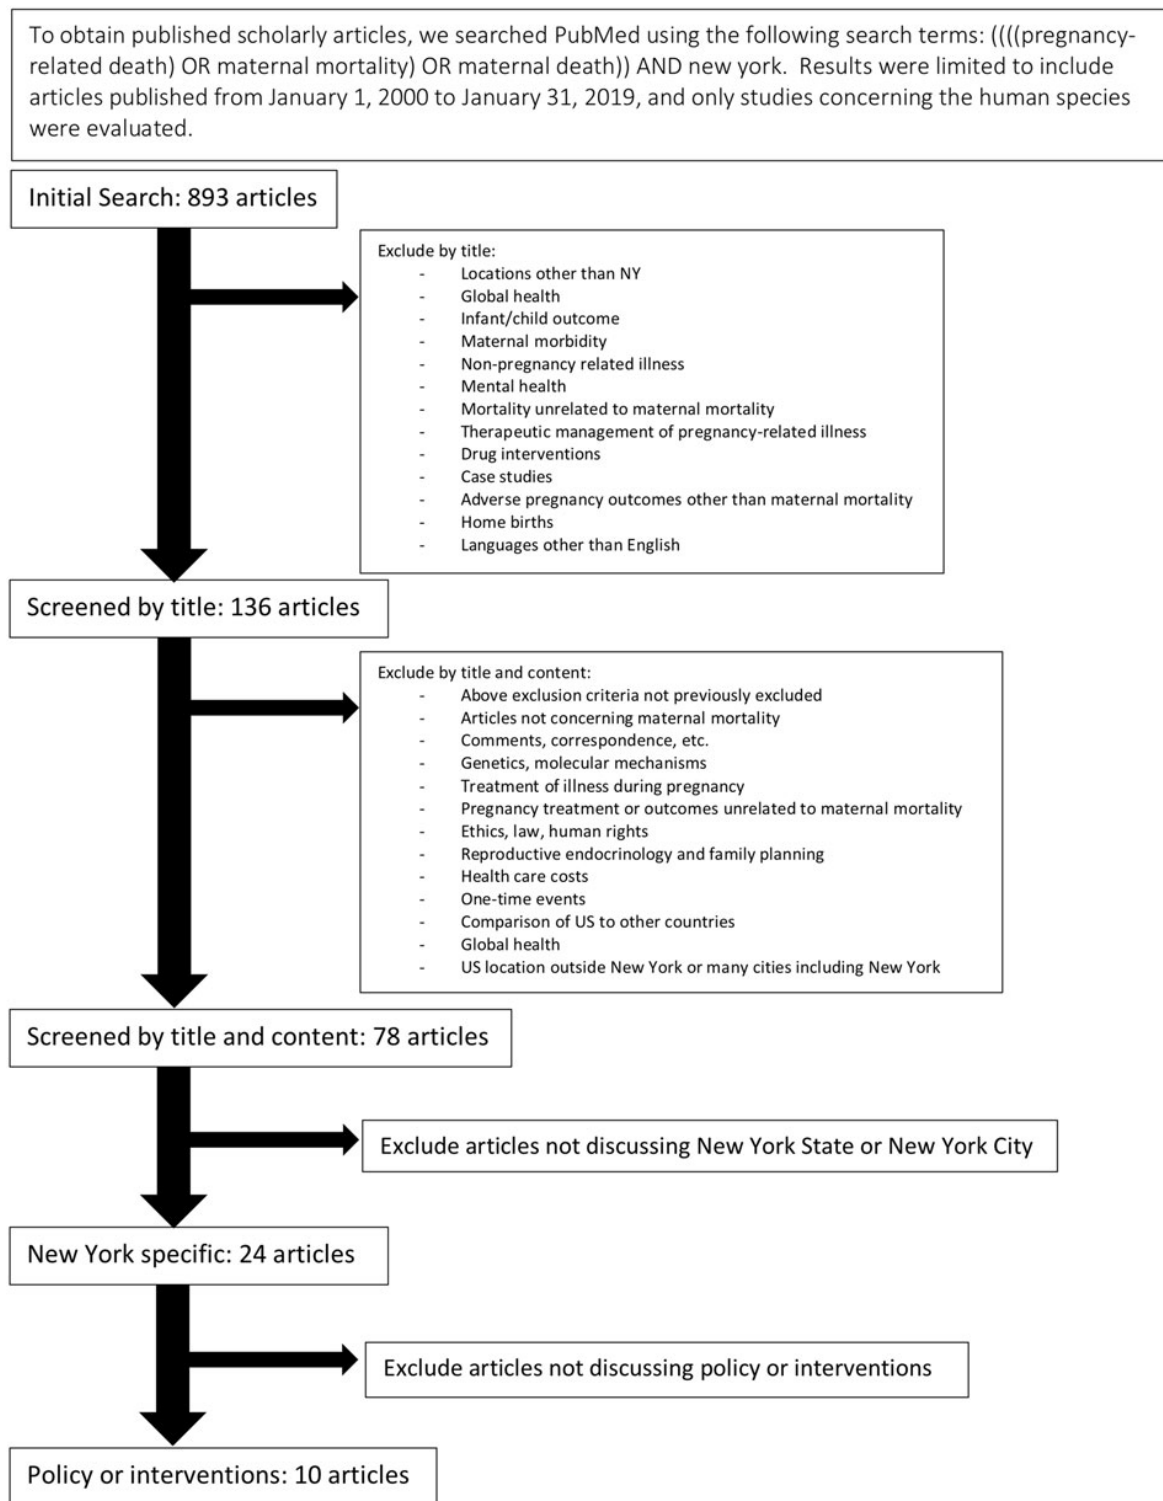 To obtain published scholarly articles, we searched PubMed using the following search terms: ((((pregnancy-
related death) OR maternal mortality) OR maternal death)) AND new york.  Results were limited to include
articles published from January 1, 2000 to January 31, 2019, and only studies concerning the human species
were evaluated.
Initial Search: 893 articles
Exclude by title:
- Locations other than NY
- Global health
- Infant/child outcome
- Maternal morbidity
- Non-pregnancy related illness
- Mental health
- Mortality unrelated to maternal mortality
- Therapeutic management of pregnancy-related illness
- Drug interventions
- Case studies
- Adverse pregnancy outcomes other than maternal mortality
- Home births
- Languages other than English
Screened by title: 136 articles
Exclude by title and content:
- Above exclusion criteria not previously excluded
- Articles not concerning maternal mortality
- Comments, correspondence, etc.
- Genetics, molecular mechanisms
- Treatment of illness during pregnancy
- Pregnancy treatment or outcomes unrelated to maternal mortality
- Ethics, law, human rights
- Reproductive endocrinology and family planning
- Health care costs
- One-time events
- Comparison of US to other countries
- Global health
- US location outside New York or many cities including New York
Screened by title and content: 78 articles
Exclude articles not discussing New York State or New York City
New York specific: 24 articles
Exclude articles not discussing policy or interventions
Policy or interventions: 10 articles